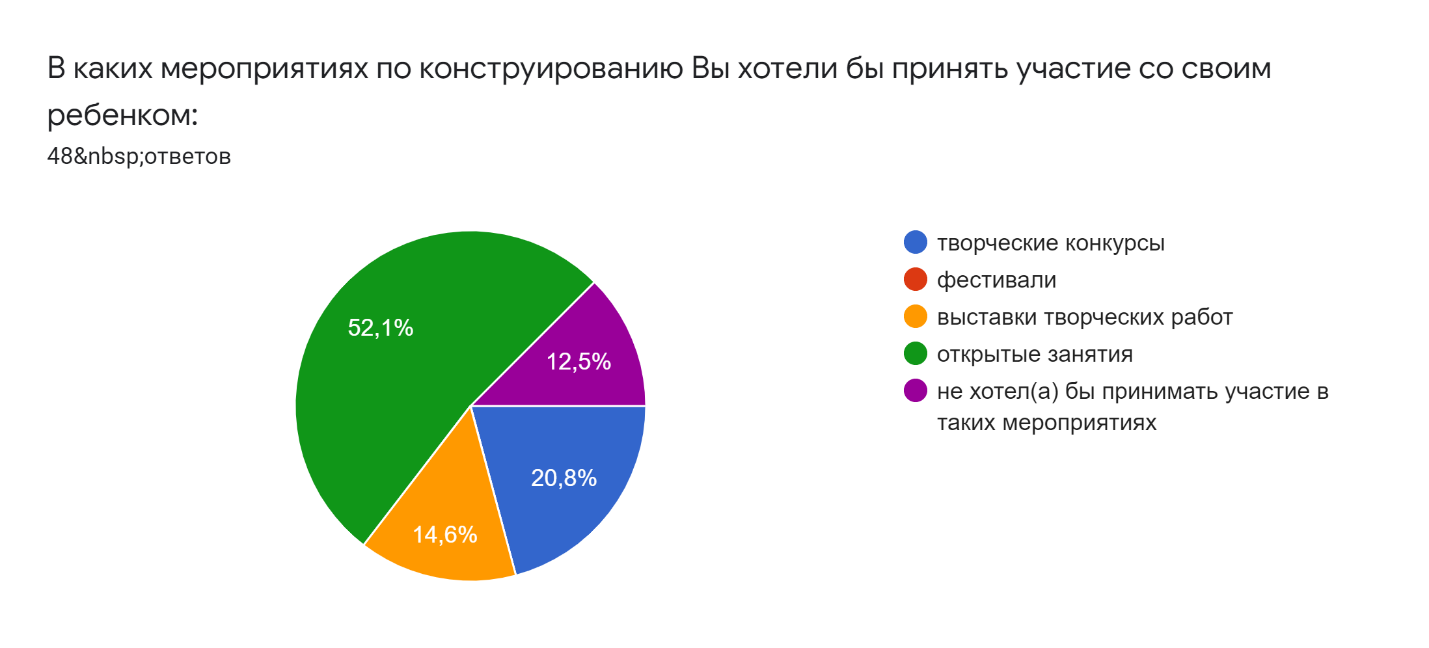 В каких мероприятиях по конструированию Вы хотели бы принять участие со своим
ребенком:
48&nbsp;ответов
творческие конкурсы
фестивали
выставки творческих работ
открытые занятия
не хотел(а) бы принимать участие в
таких мероприятиях
52,1%
12,5%
20,8%
14,6%